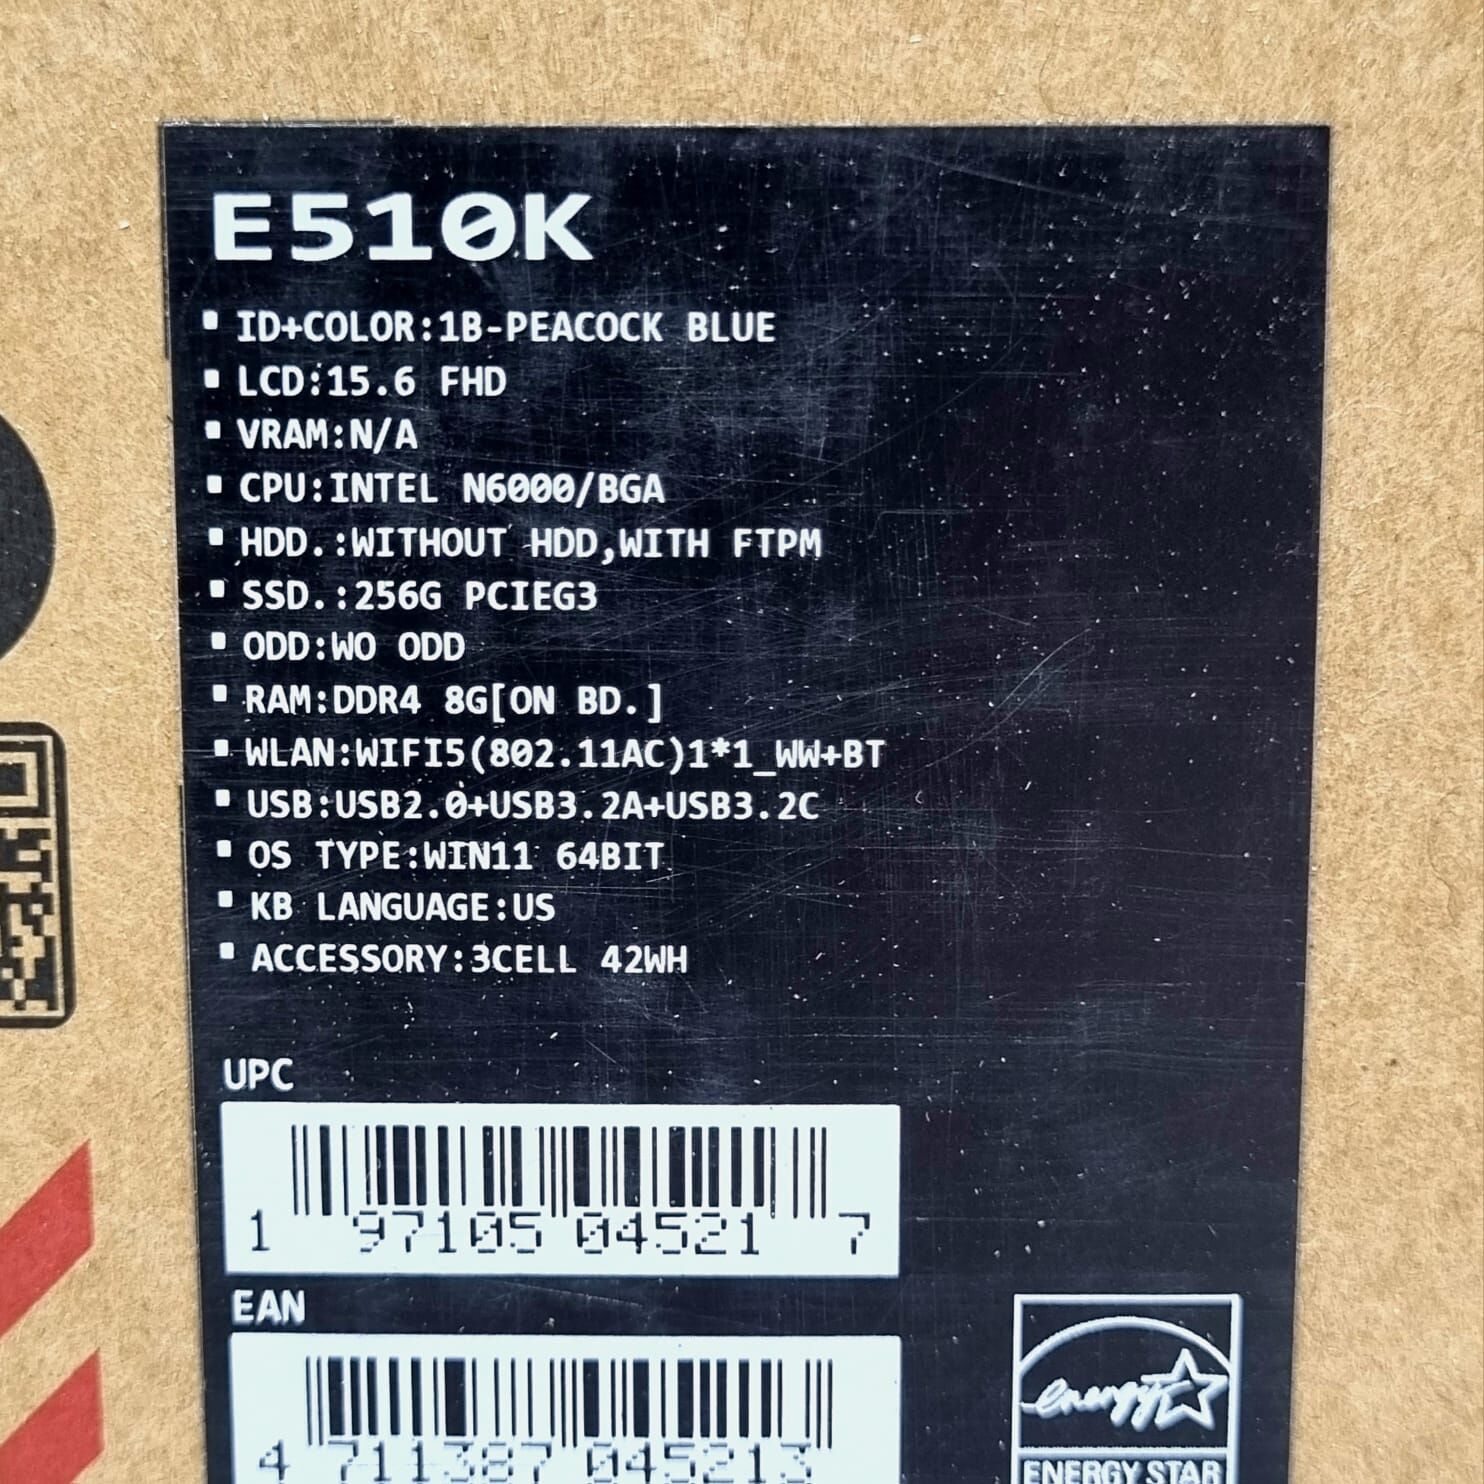 E510K
▪ ID+COLOR:1B-PEACOCK BLUE
▪ LCD:15.6 FHD
▪ VRAM:N/A
▪ CPU:INTEL N6000/BGA
▪ HDD.:WITHOUT HDD,WITH FTPM
▪ SSD.:256G PCIEG3
▪ ODD:WO ODD
▪ RAM:DDR4 8G[ON BD.]
▪ WLAN:WIFI5(802.11AC)1*1_WW+BT
▪ USB:USB2.0+USB3.2A+USB3.2C
▪ OS TYPE:WIN11 64BIT
▪ KB LANGUAGE:US
▪ ACCESSORY:3CELL 42WH
UPC
1 97105 04521 7
EAN
4 711387 045213
energy
ENERGY STAR